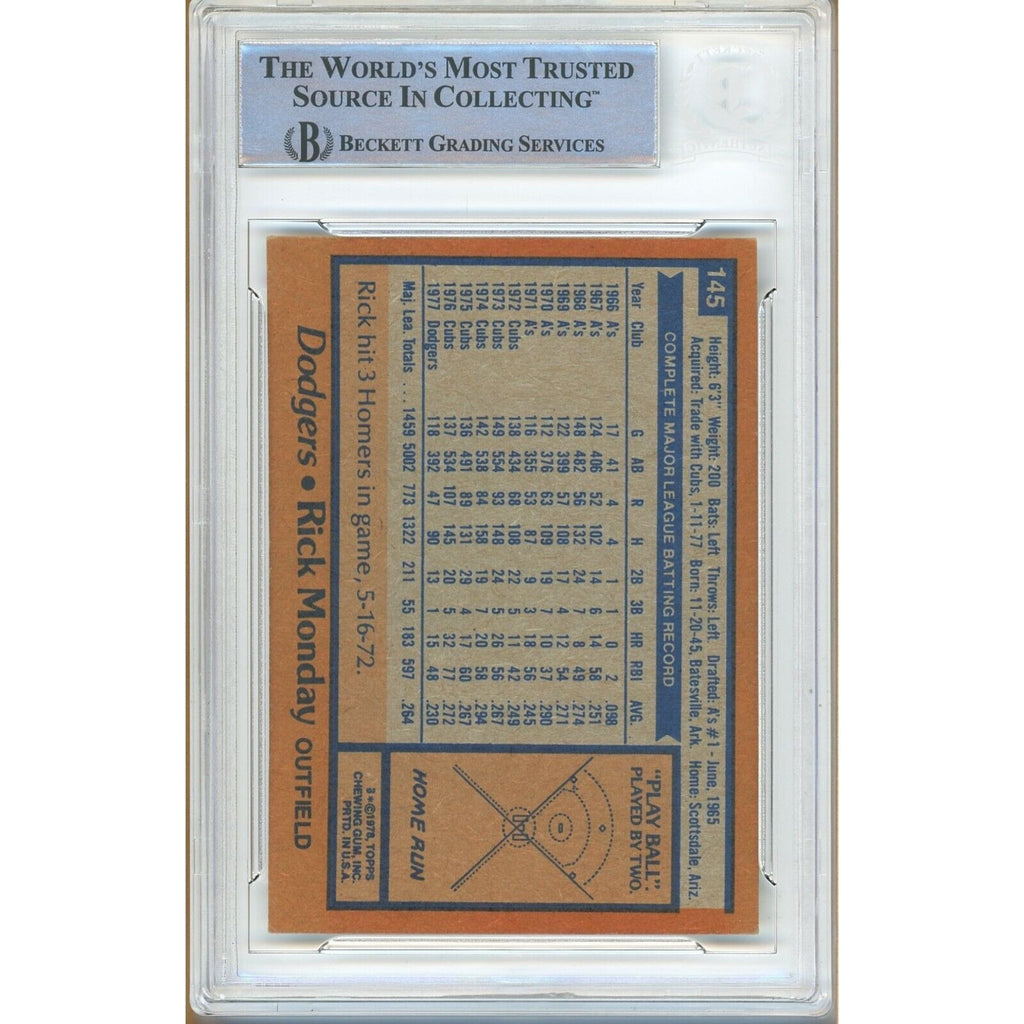 THE WORLD'S MOST TRUSTED
SOURCE IN COLLECTING™
B BECKETT GRADING SERVICES
145
Height: 6'3" Weight: 200 Bats: Left Throws: Left Drafted: A's #1 - June, 1965
Acquired: Trade with Cubs, 1-11-77 Born: 11-20-45, Batesville, Ark. Home: Scottsdale, Ariz.
COMPLETE MAJOR LEAGUE BATTING RECORD
Year Club G AB R H 2B 3B HR RBI AVG.
1966 A's 17 41 4 4 1 1 0 2 .098
1967 A's 124 406 52 102 14 6 14 58 .251
1968 A's 148 482 56 132 24 7 8 49 .274
1969 A's 122 399 57 108 17 4 12 54 .271
1970 A's 112 376 63 109 19 7 10 37 .290
1971 A's 116 355 53 87 9 3 18 56 .245
1972 Cubs 138 434 68 108 22 5 11 42 .249
1973 Cubs 149 554 93 148 24 5 26 56 .267
1974 Cubs 142 538 84 158 19 7 20 58 .294
1975 Cubs 136 491 89 131 29 4 17 60 .267
1976 Cubs 137 534 107 145 20 5 32 77 .272
1977 Dodgers 118 392 47 90 13 1 15 48 .230
Maj. Lea. Totals . . . 1459 5002 773 1322 211 55 183 597 .264
Rick hit 3 Homers in game, 5-16-72.
"PLAY BALL".
PLAYED BY TWO.
HOME RUN
3*©1978, TOPPS
CHEWING GUM, INC.
PRTD. IN U.S.A.
Dodgers • Rick Monday OUTFIELD